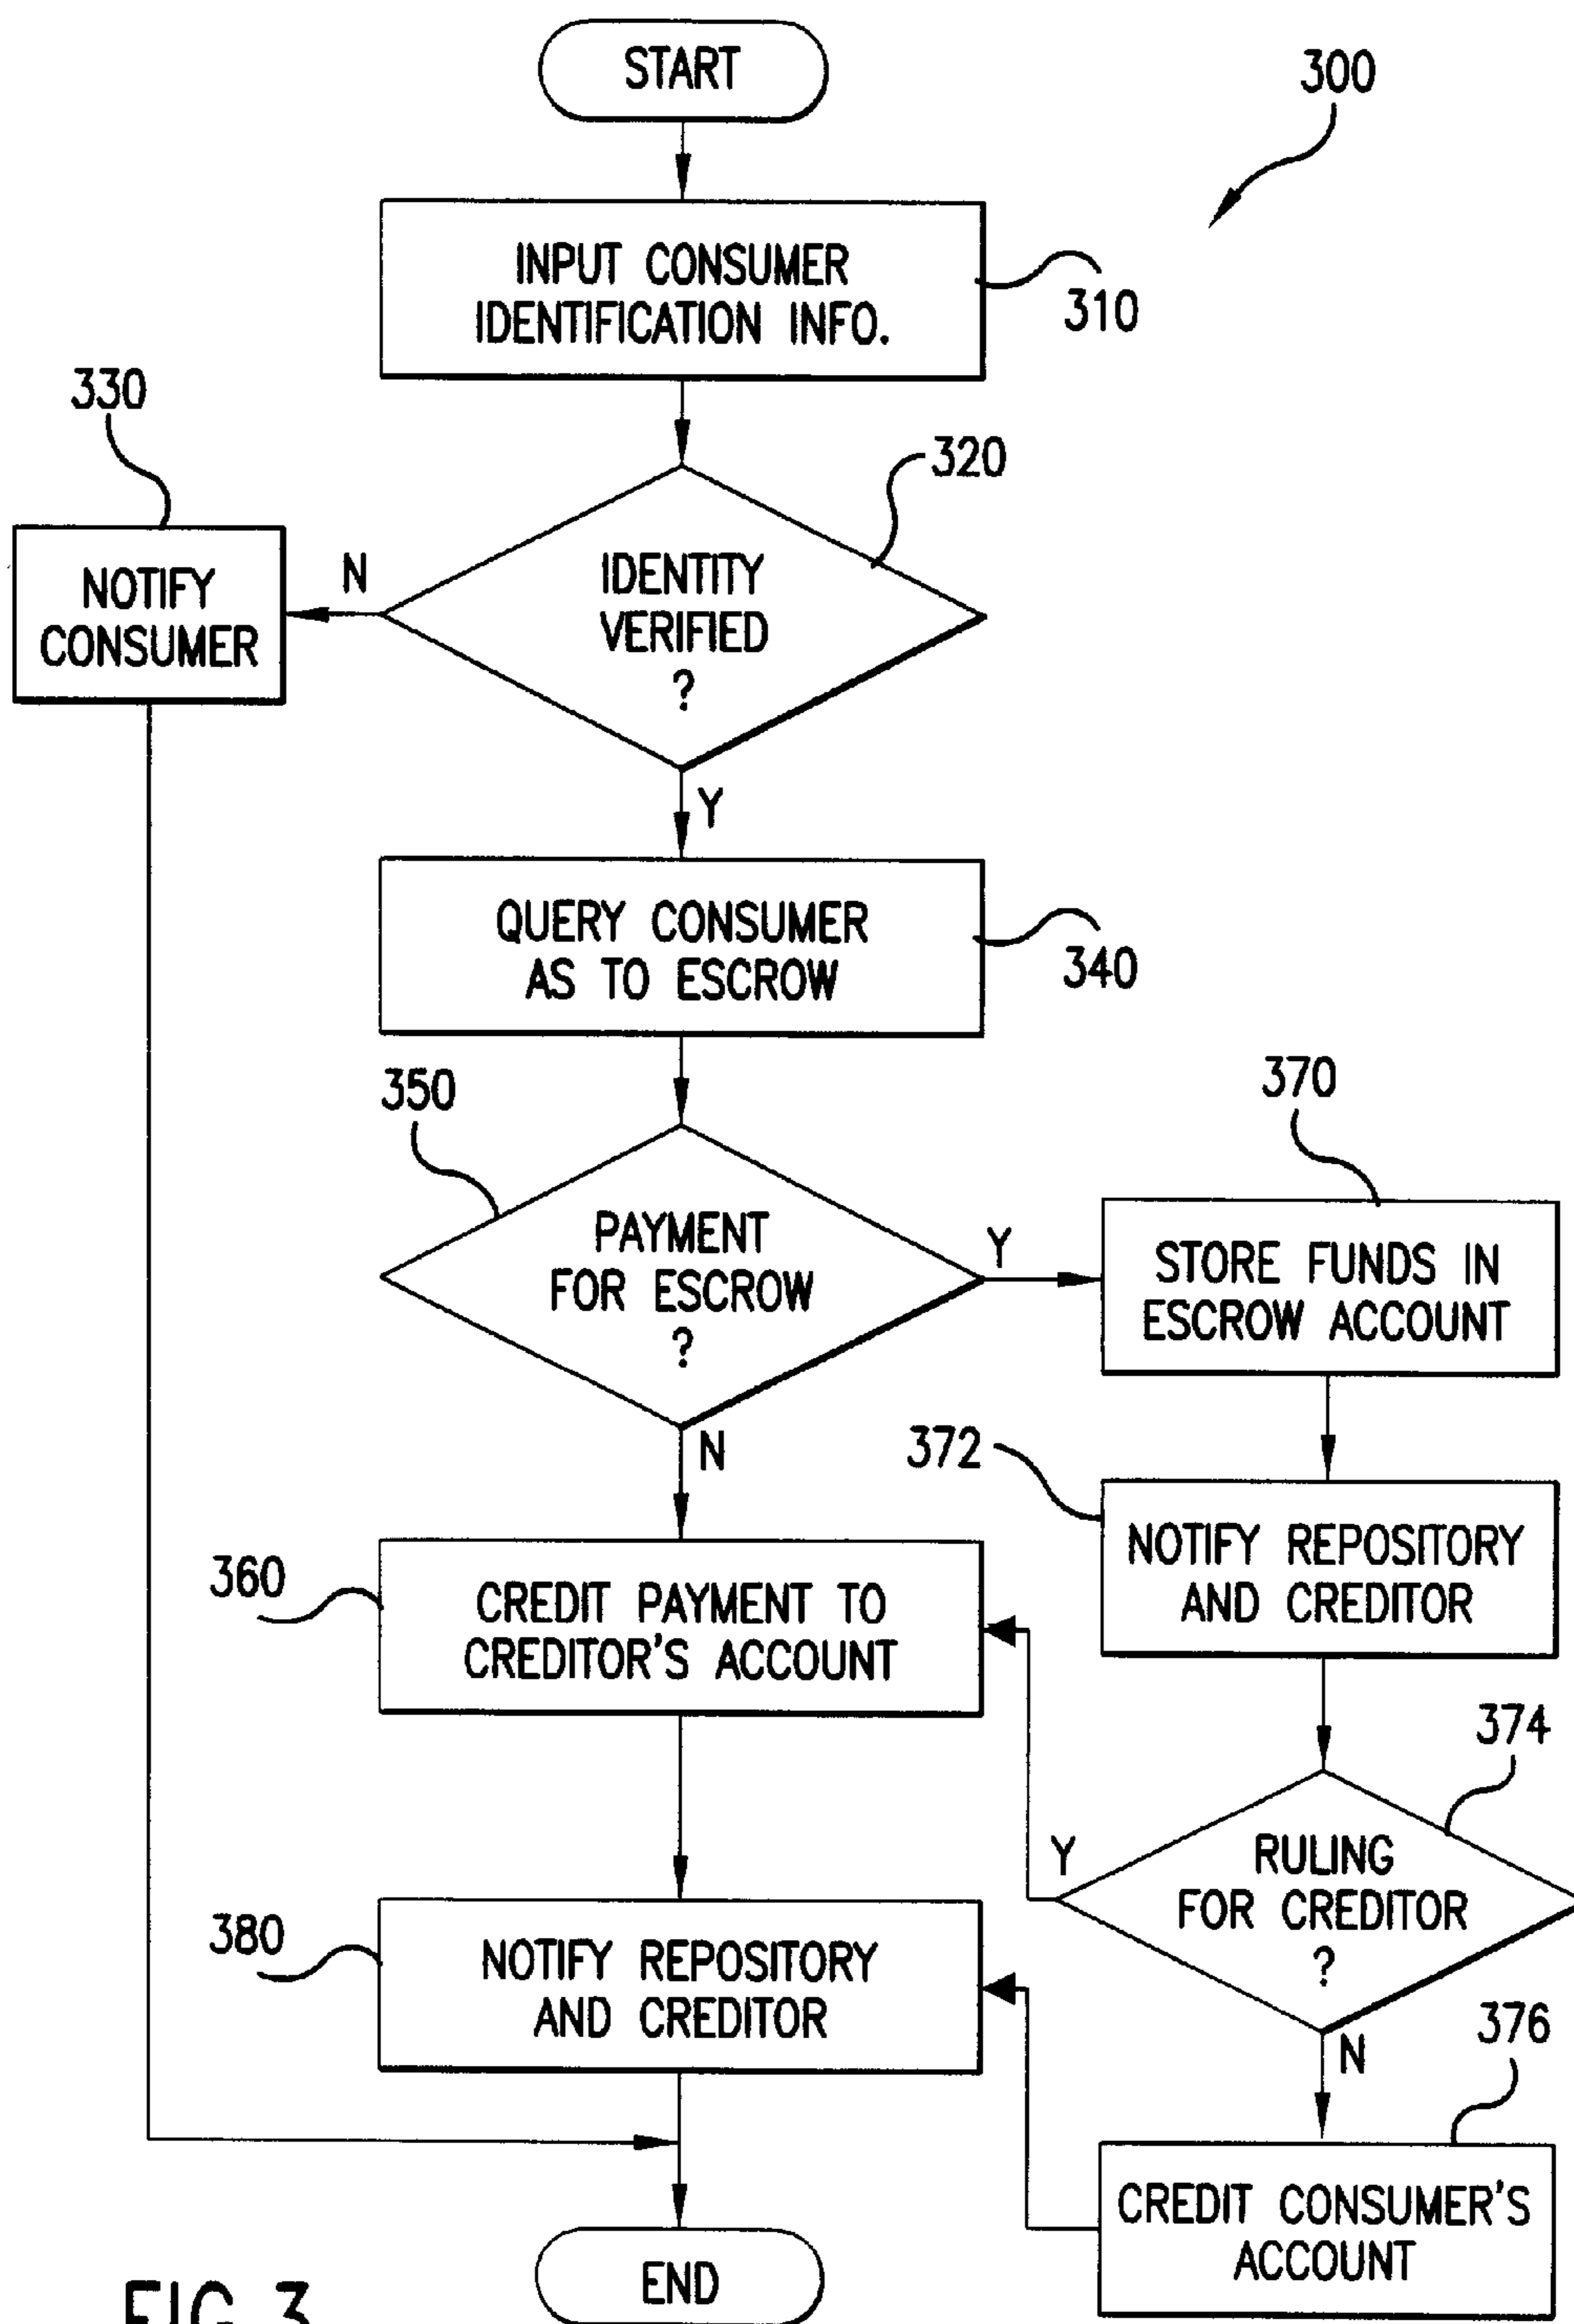 START
300
INPUT CONSUMER
IDENTIFICATION INFO.
310
330
320
NOTIFY
CONSUMER
N
IDENTITY
VERIFIED
?
Y
QUERY CONSUMER
AS TO ESCROW
340
350
370
PAYMENT
FOR ESCROW
?
Y
STORE FUNDS IN
ESCROW ACCOUNT
N
372
NOTIFY REPOSITORY
AND CREDITOR
360
CREDIT PAYMENT TO
CREDITOR'S ACCOUNT
374
Y
RULING
FOR CREDITOR
?
380
NOTIFY REPOSITORY
AND CREDITOR
N
376
CREDIT CONSUMER'S
ACCOUNT
END
FIG. 3